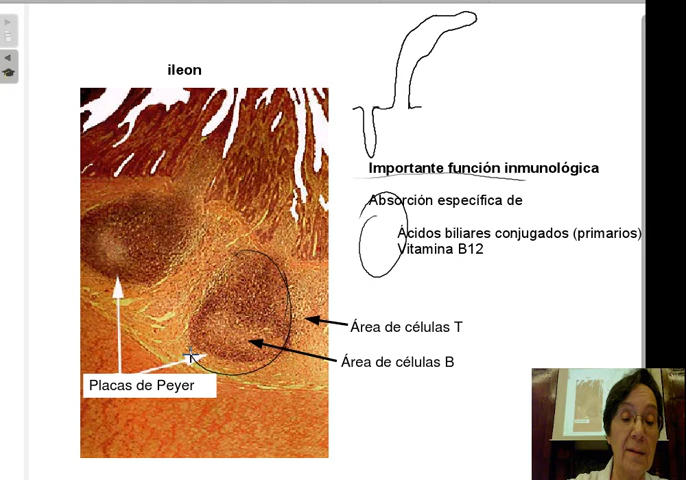 ileon
Importante función inmunológica
Absorción específica de
Ácidos biliares conjugados (primarios)
Vitamina B12
Área de células T
Área de células B
Placas de Peyer